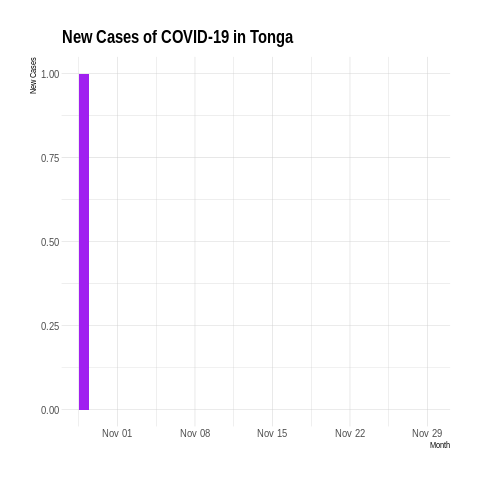 New Cases of COVID-19 in Tonga
New Cases
1.00
0.75
0.50
0.25
0.00
Nov 01 Nov 08 Nov 15 Nov 22 Nov 29
Month